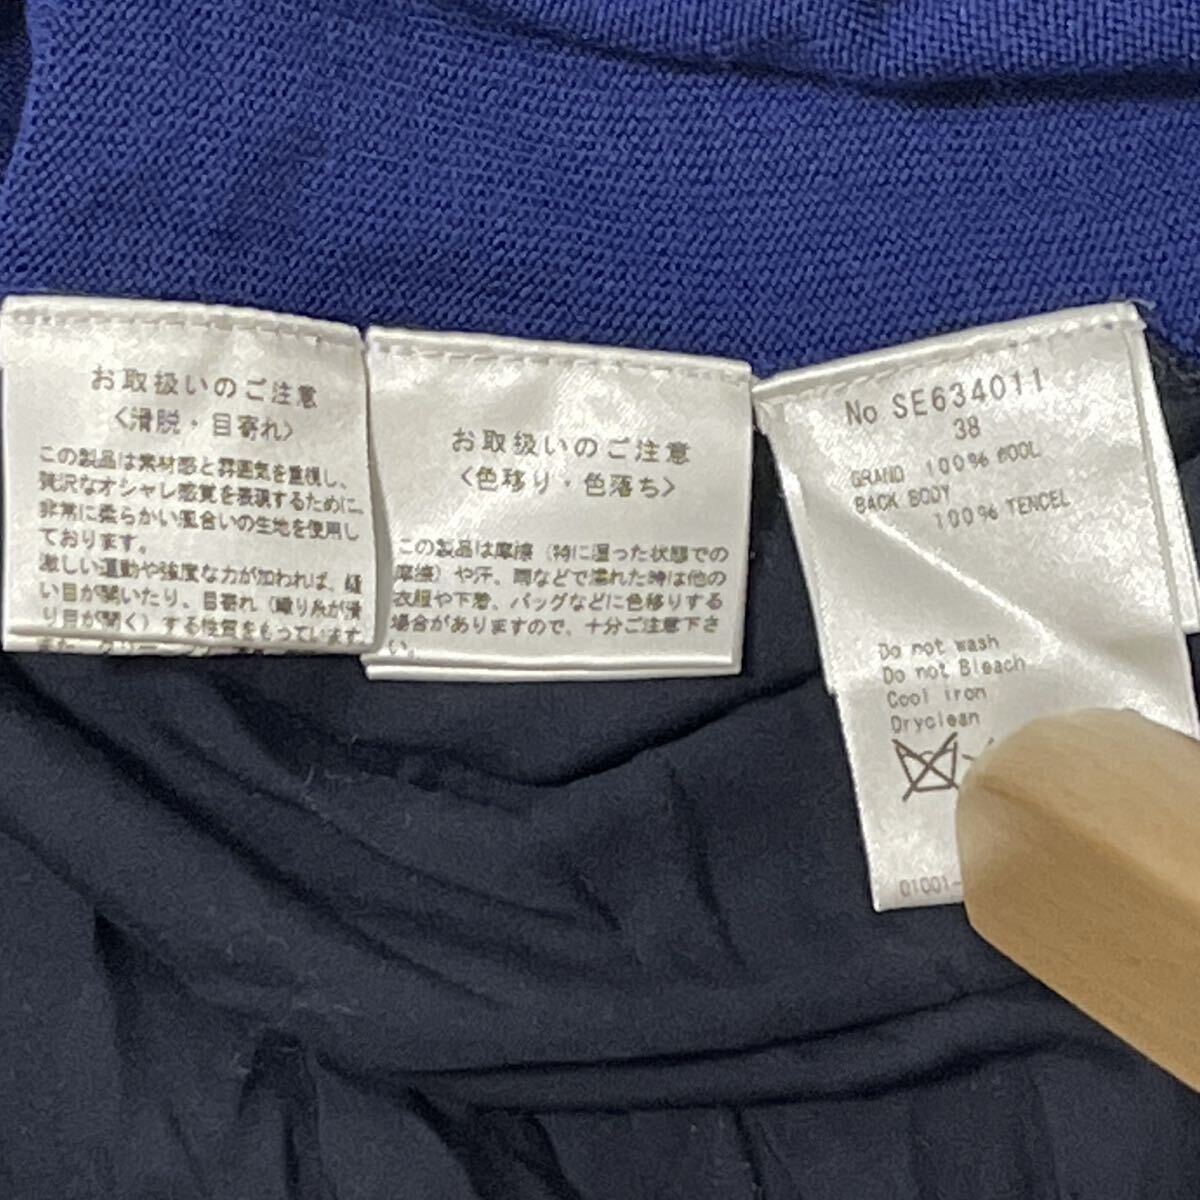 お取扱いのご注意
〈滑脱・目寄れ〉
この製品は素材感と雰囲気を重視し、
贅沢なオシャレ感覚を表現するために、
非常に柔らかい風合いの生地を使用し
ております。
激しい運動や強度な力が加われば、縫
い目が開いたり、目寄れ（織り糸が滑
り目が開く）する性質をもっています
お取扱いのご注意
〈色移り・色落ち〉
この製品は摩擦（特に湿った状態での
摩擦）や汗、雨などで濡れた時は他の
衣服や下着、バッグなどに色移りする
場合がありますので、十分ご注意下さ
い。
No SE634011
38
GRAND 100% WOOL
BACK BODY
100% TENCEL
Do not wash
Do not Bleach
Cool iron
Dryclean
01001-